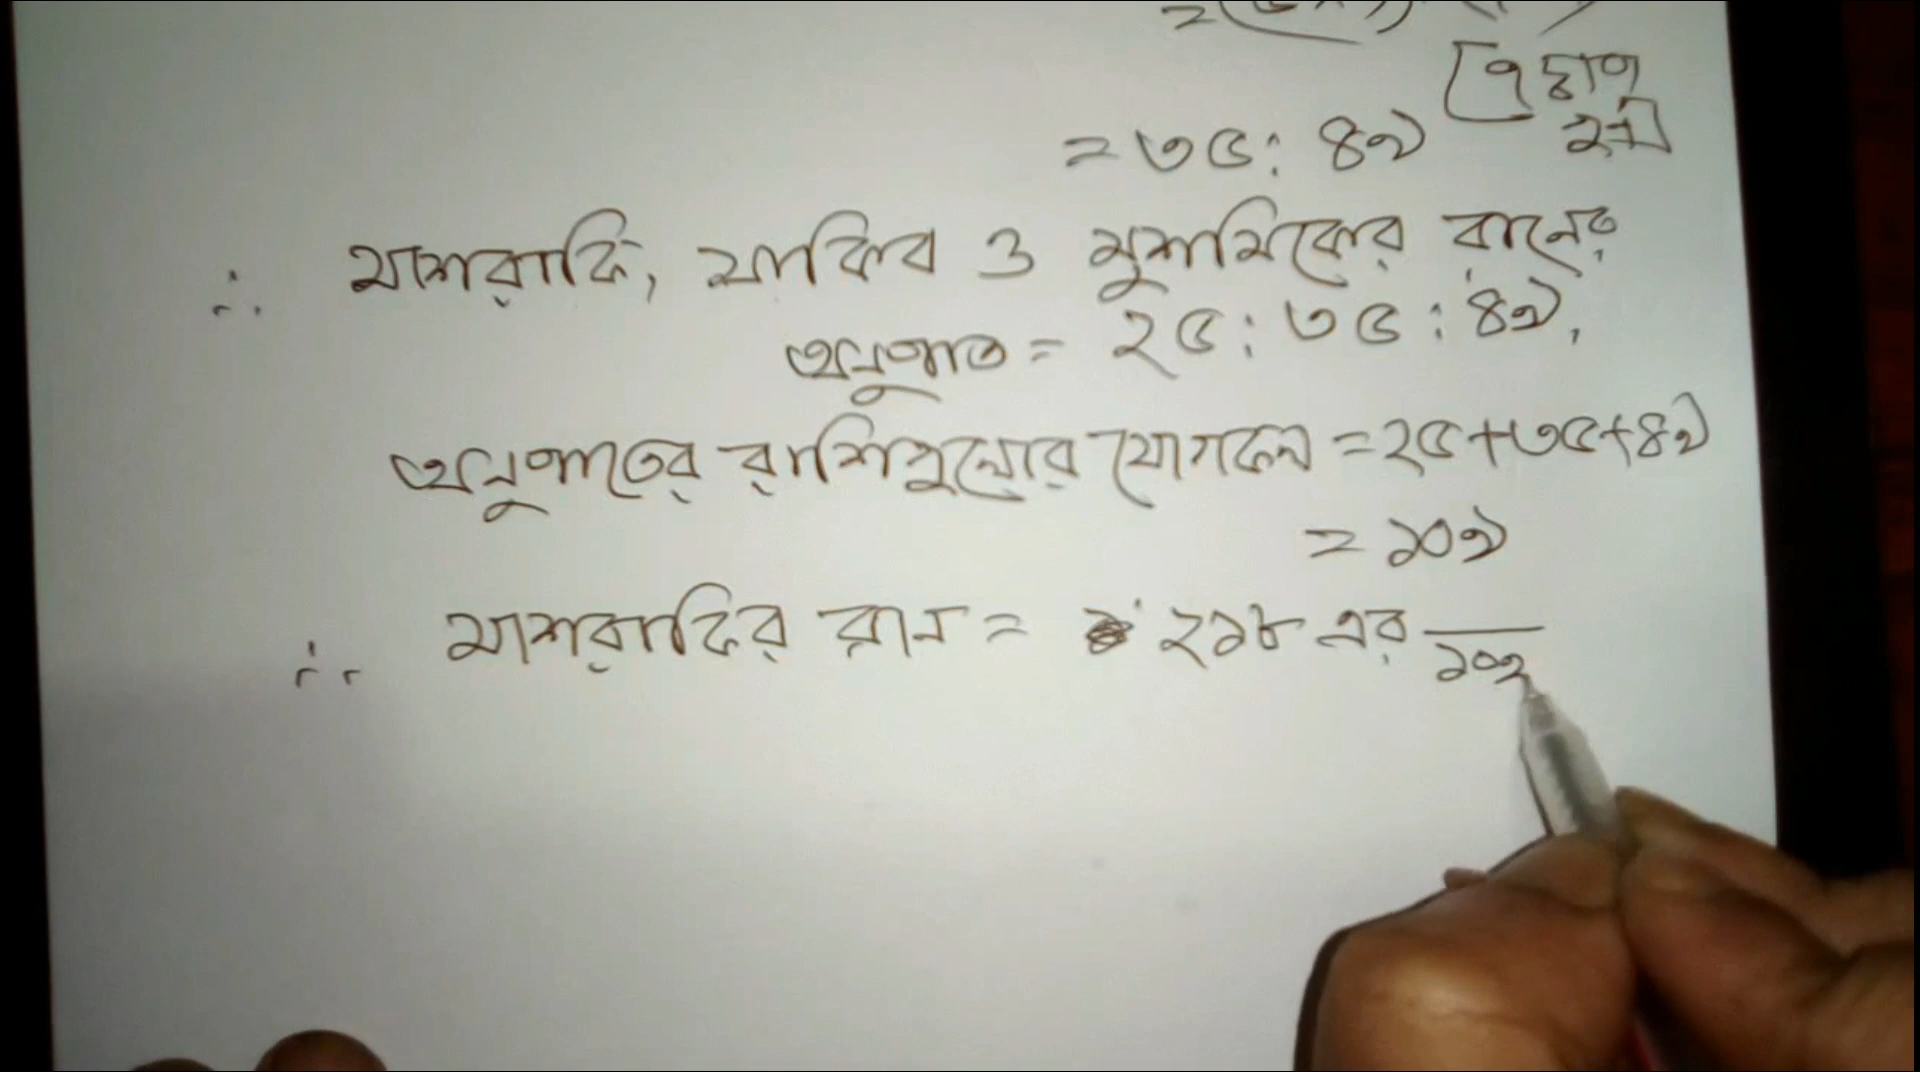 = ৩৫ : ৪৯
∴ মাশরাফি, সাকিব ও মুশফিকের রানের
অনুপাত = ২৫ : ৩৫ : ৪৯,
অনুপাতের রাশিগুলোর যোগফল = ২৫+৩৫+৪৯
= ১০৯
∴ মাশরাফির রান = ২১৮ এর
১০৯